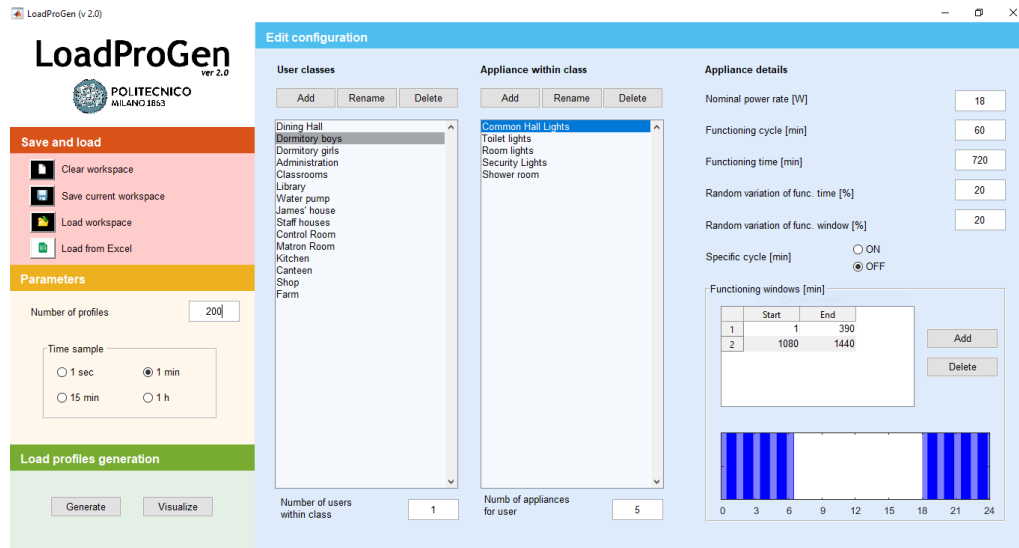 LoadProGen (v 2.0)
LoadProGen
ver 2.0
POLITECNICO
MILANO 1863
Save and load
Clear workspace
Save current workspace
Load workspace
Load from Excel
Parameters
Number of profiles
200
Time sample
1 sec
1 min
15 min
1 h
Load profiles generation
Generate
Visualize
Edit configuration
User classes
Add
Rename
Delete
Dining Hall
Dormitory boys
Dormitory girls
Administration
Classrooms
Library
Water pump
James' house
Staff houses
Control Room
Matron Room
Kitchen
Canteen
Shop
Farm
Number of users
within class
1
Appliance within class
Add
Rename
Delete
Common Hall Lights
Toilet lights
Room lights
Security Lights
Shower room
Numb of appliances
for user
5
Appliance details
Nominal power rate [W]
18
Functioning cycle [min]
60
Functioning time [min]
720
Random variation of func. time [%]
20
Random variation of func. window [%]
20
Specific cycle [min]
ON
OFF
Functioning windows [min]
Start End
1 1 390
2 1080 1440
Add
Delete
0 3 6 9 12 15 18 21 24